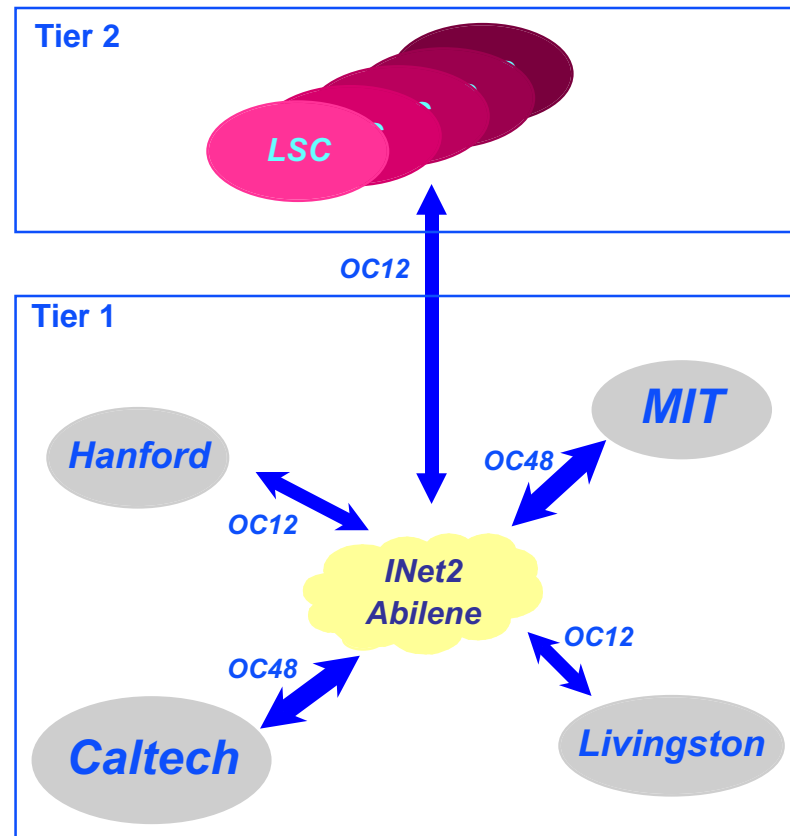 Tier 2
LSC
OC12
Tier 1
MIT
Hanford
OC48
OC12
INet2
Abilene
OC12
OC48
Livingston
Caltech